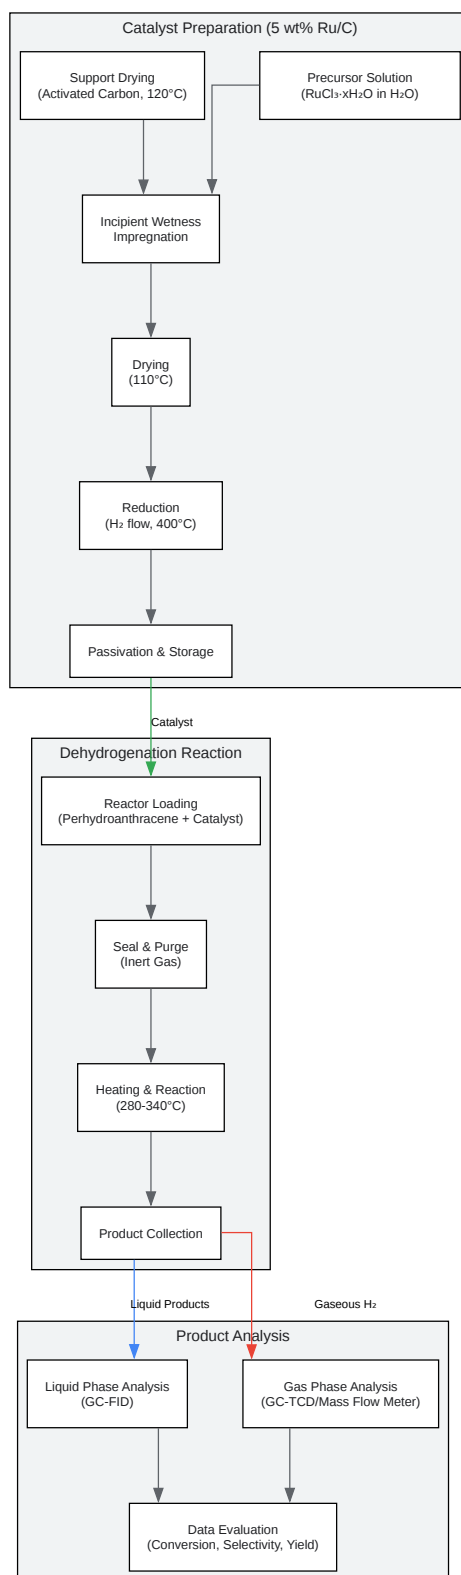 Catalyst Preparation (5 wt% Ru/C)
Support Drying
(Activated Carbon, 120°C)
Precursor Solution
(RuCl₃·xH₂O in H₂O)
Incipient Wetness
Impregnation
Drying
(110°C)
Reduction
(H₂ flow, 400°C)
Passivation & Storage
Catalyst
Dehydrogenation Reaction
Reactor Loading
(Perhydroanthracene + Catalyst)
Seal & Purge
(Inert Gas)
Heating & Reaction
(280-340°C)
Product Collection
Liquid Products
Gaseous H₂
Product Analysis
Liquid Phase Analysis
(GC-FID)
Gas Phase Analysis
(GC-TCD/Mass Flow Meter)
Data Evaluation
(Conversion, Selectivity, Yield)